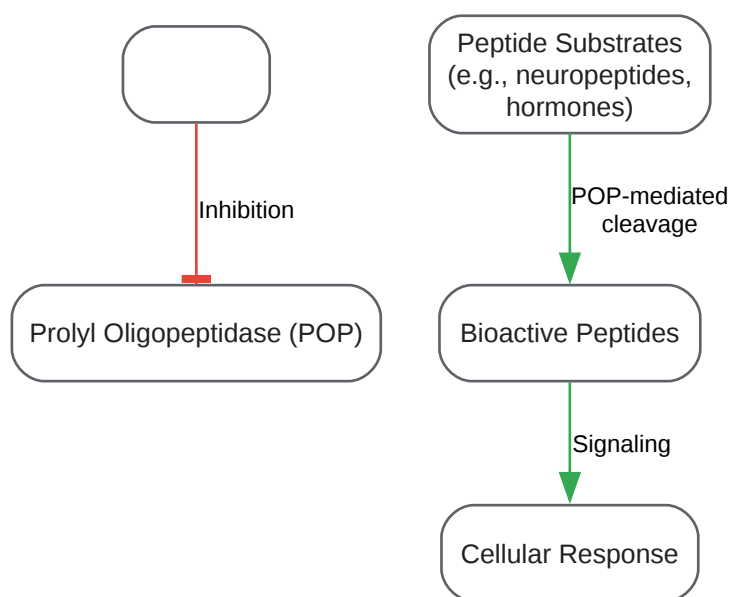 Peptide Substrates
(e.g., neuropeptides,
hormones)
Inhibition
POP-mediated
cleavage
Prolyl Oligopeptidase (POP)
Bioactive Peptides
Signaling
Cellular Response